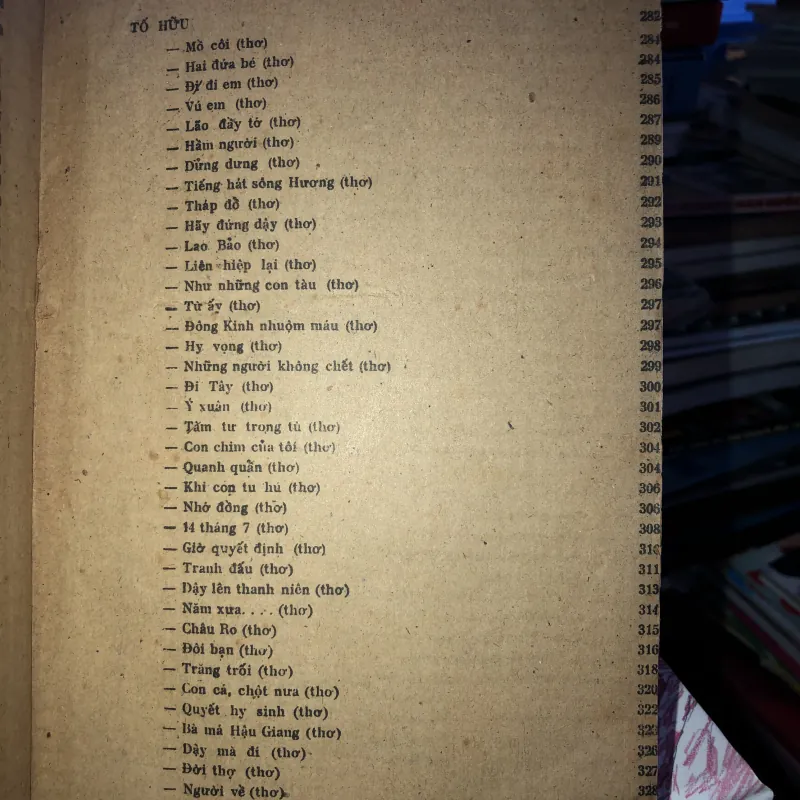 TỐ HỮU 282
— Mồ côi (thơ) 284
— Hai đứa bé (thơ) 284
— Đi đi em (thơ) 285
— Vú em (thơ) 286
— Lão đầy tớ (thơ) 287
— Hầm người (thơ) 289
— Dửng dưng (thơ) 290
— Tiếng hát sông Hương (thơ) 291
— Tháp đổ (thơ) 292
— Hãy đứng dậy (thơ) 293
— Lao Bảo (thơ) 294
— Liên hiệp lại (thơ) 295
— Như những con tàu (thơ) 296
— Từ ấy (thơ) 297
— Đông Kinh nhuộm máu (thơ) 297
— Hy vọng (thơ) 298
— Những người không chết (thơ) 299
— Đi Tây (thơ) 300
— Ý xuân (thơ) 301
— Tâm tư trong tù (thơ) 302
— Con chim của tôi (thơ) 304
— Quanh quẩn (thơ) 304
— Khi con tu hú (thơ) 306
— Nhớ đồng (thơ) 306
— 14 tháng 7 (thơ) 308
— Giờ quyết định (thơ) 310
— Tranh đấu (thơ) 311
— Dậy lên thanh niên (thơ) 313
— Năm xưa. . . . (thơ) 314
— Châu Ro (thơ) 315
— Đôi bạn (thơ) 316
— Trăng trối (thơ) 318
— Con cá, chột nưa (thơ) 320
— Quyết hy sinh (thơ) 322
— Bà má Hậu Giang (thơ) 323
— Dậy mà đi (thơ) 326
— Đời thợ (thơ) 327
— Người về (thơ) 328